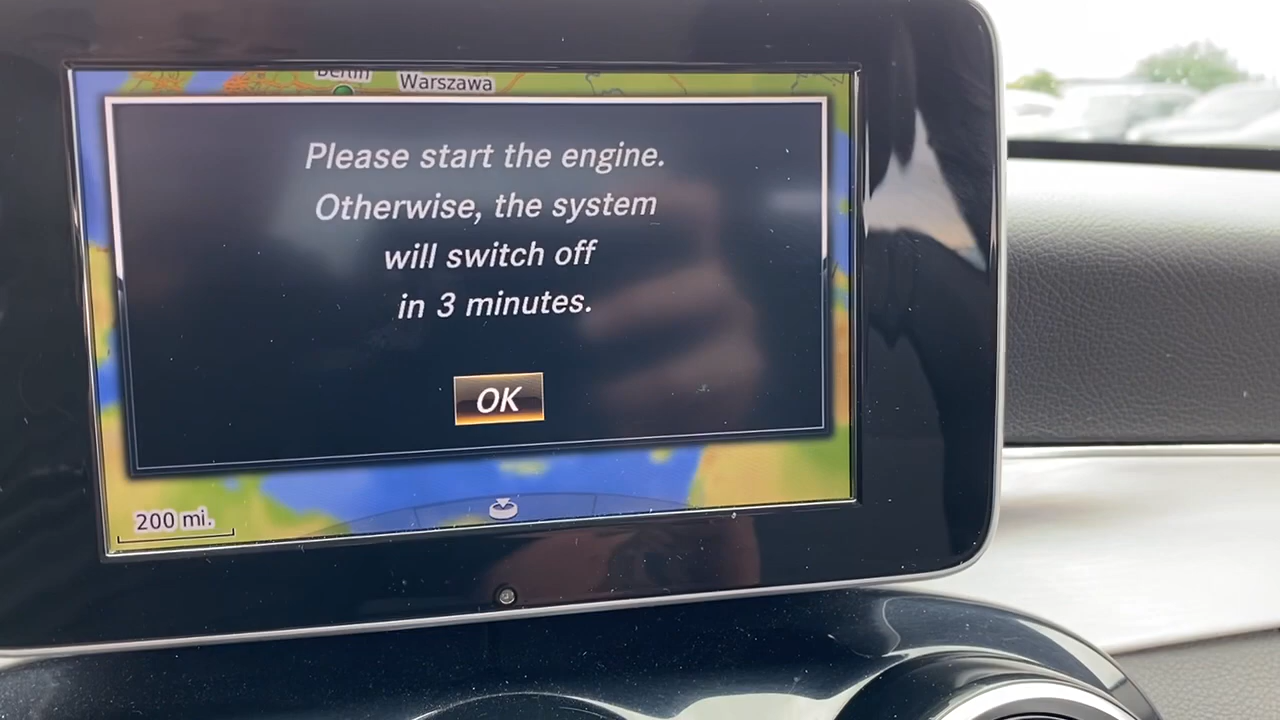 Berlin
Warszawa
Please start the engine.
Otherwise, the system
will switch off
in 3 minutes.
OK
200 mi.